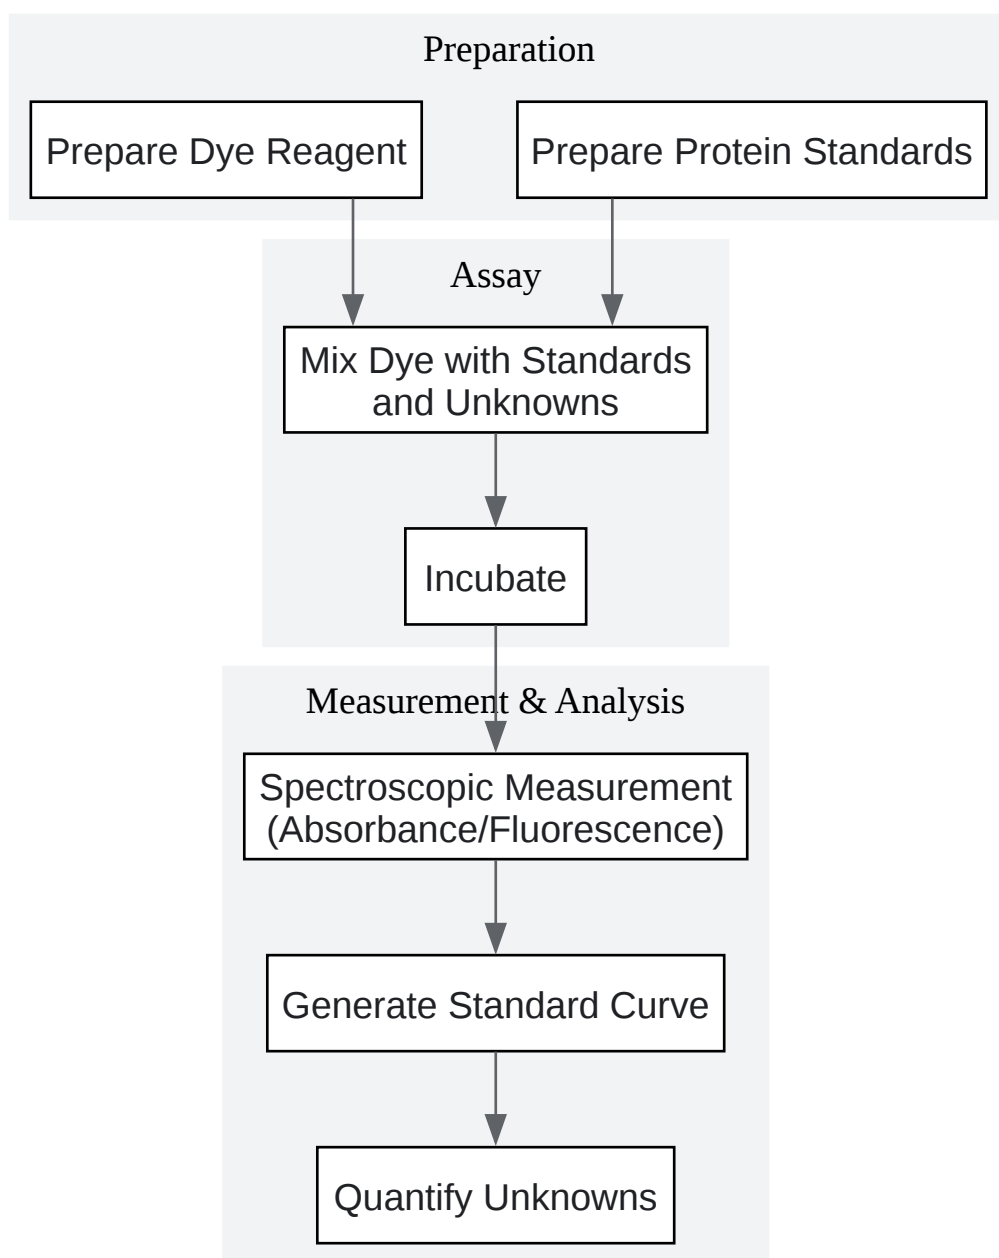 Preparation
Prepare Dye Reagent
Prepare Protein Standards
Assay
Mix Dye with Standards
and Unknowns
Incubate
Measurement & Analysis
Spectroscopic Measurement
(Absorbance/Fluorescence)
Generate Standard Curve
Quantify Unknowns